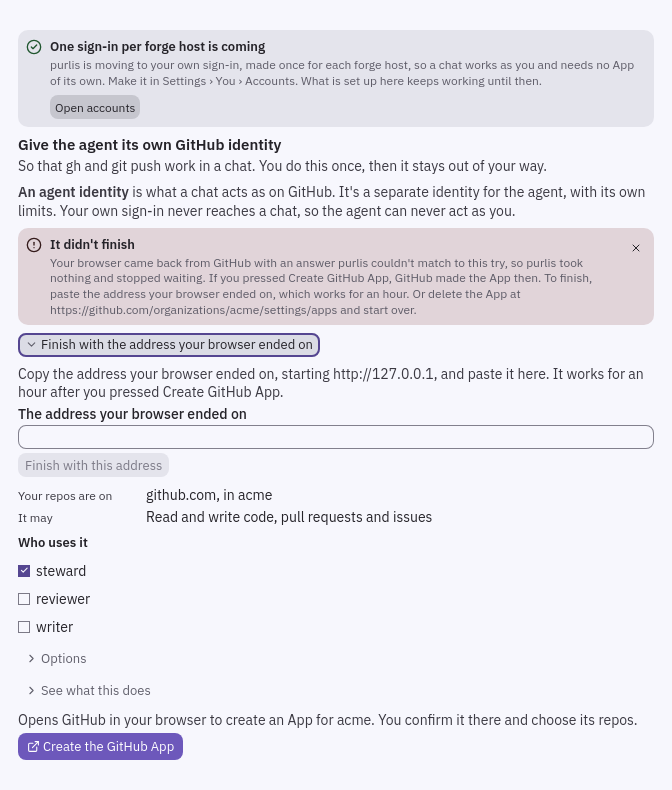 One sign-in per forge host is coming
purlis is moving to your own sign-in, made once for each forge host, so a chat works as you and needs no App
of its own. Make it in Settings › You › Accounts. What is set up here keeps working until then.
Open accounts
Give the agent its own GitHub identity
So that gh and git push work in a chat. You do this once, then it stays out of your way.
An agent identity is what a chat acts as on GitHub. It's a separate identity for the agent, with its own
limits. Your own sign-in never reaches a chat, so the agent can never act as you.
It didn't finish
Your browser came back from GitHub with an answer purlis couldn't match to this try, so purlis took
nothing and stopped waiting. If you pressed Create GitHub App, GitHub made the App then. To finish,
paste the address your browser ended on, which works for an hour. Or delete the App at
https://github.com/organizations/acme/settings/apps and start over.
Finish with the address your browser ended on
Copy the address your browser ended on, starting http://127.0.0.1, and paste it here. It works for an
hour after you pressed Create GitHub App.
The address your browser ended on
Finish with this address
Your repos are on github.com, in acme
It may Read and write code, pull requests and issues
Who uses it
steward
reviewer
writer
Options
See what this does
Opens GitHub in your browser to create an App for acme. You confirm it there and choose its repos.
Create the GitHub App